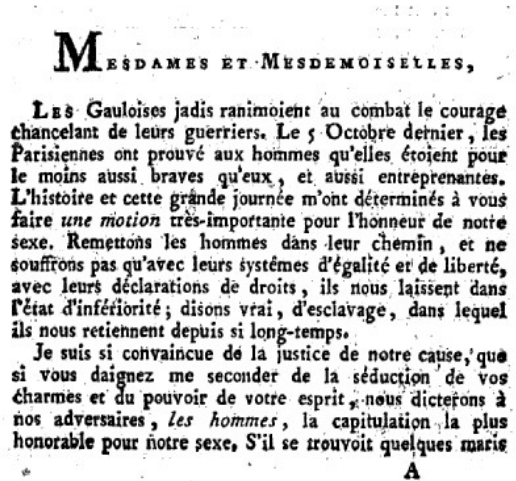 MESDAMES ET MESDEMOISELLES,
LES Gauloises jadis ranimoient au combat le courage
chancelant de leurs guerriers. Le 5 Octobre dernier, les
Parisiennes ont prouvé aux hommes qu'elles étoient pour
le moins aussi braves qu'eux, et aussi entreprenantes.
L'histoire et cette grande journée m'ont déterminés à vous
faire une motion très-importante pour l'honneur de notre
sexe. Remettons les hommes dans leur chemin, et ne
souffrons pas qu'avec leurs systêmes d'égalité et de liberté,
avec leurs déclarations de droits, ils nous laissent dans
l'état d'infériorité; disons vrai, d'esclavage, dans lequel
ils nous retiennent depuis si long-temps.
Je suis si convaincue de la justice de notre cause, que
si vous daignez me seconder de la séduction de vos
charmes et du pouvoir de votre esprit, nous dicterons à
nos adversaires, les hommes, la capitulation la plus
honorable pour notre sexe. S'il se trouvoit quelques maris
A